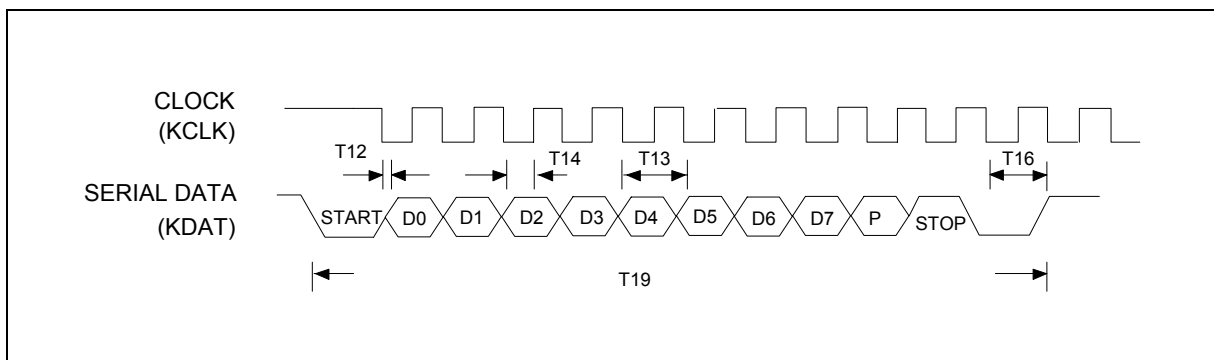 CLOCK
(KCLK)
T12
T14
T13
T16
SERIAL DATA
(KDAT)
START
D0
D1
D2
D3
D4
D5
D6
D7
P
STOP
T19